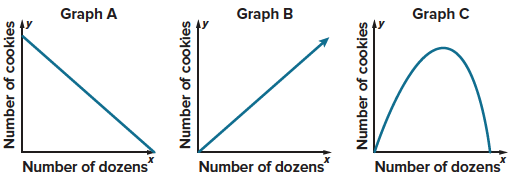 Graph A
y
Number of cookies
x
Number of dozens
Graph B
y
Number of cookies
x
Number of dozens
Graph C
y
Number of cookies
x
Number of dozens